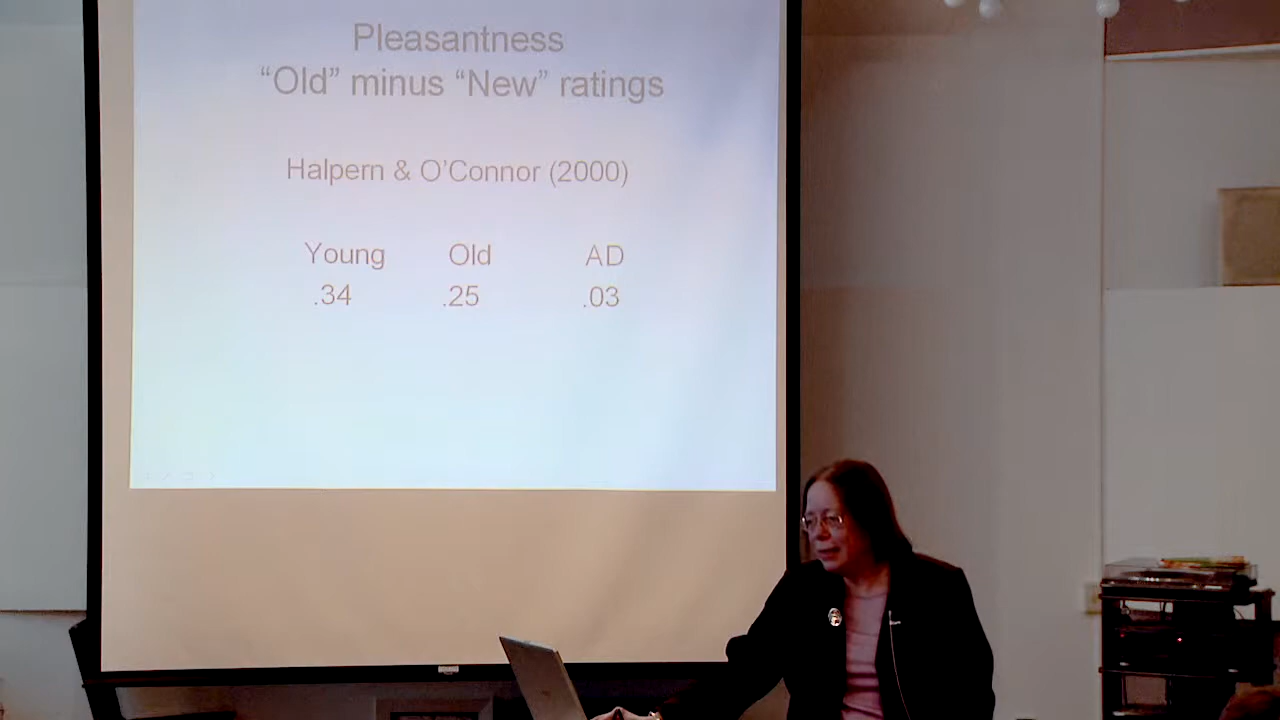 Pleasantness
“Old” minus “New” ratings
Halpern & O’Connor (2000)
Young Old AD
.34 .25 .03